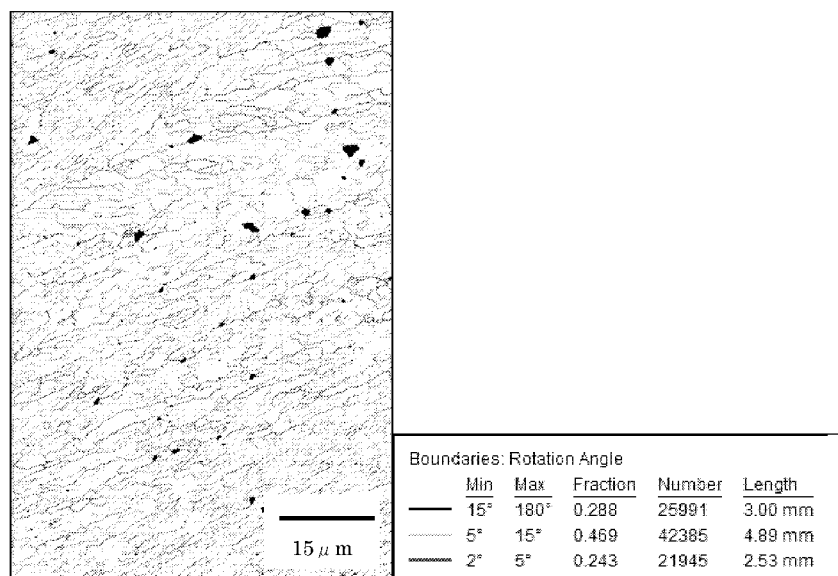 15 μ m
Boundaries: Rotation Angle
Min Max Fraction Number Length
15° 180° 0.288 25991 3.00 mm
5° 15° 0.469 42385 4.89 mm
2° 5° 0.243 21945 2.53 mm